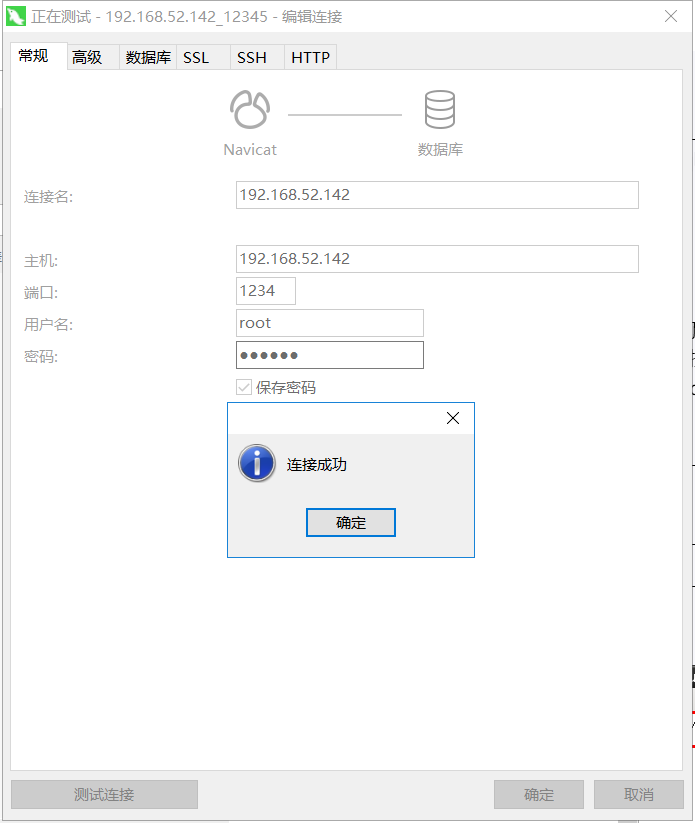 正在测试 - 192.168.52.142_12345 - 编辑连接
常规 高级 数据库 SSL SSH HTTP
Navicat 数据库
连接名: 192.168.52.142
主机: 192.168.52.142
端口: 1234
用户名: root
密码: ●●●●●●
保存密码
连接成功
确定
测试连接 确定 取消